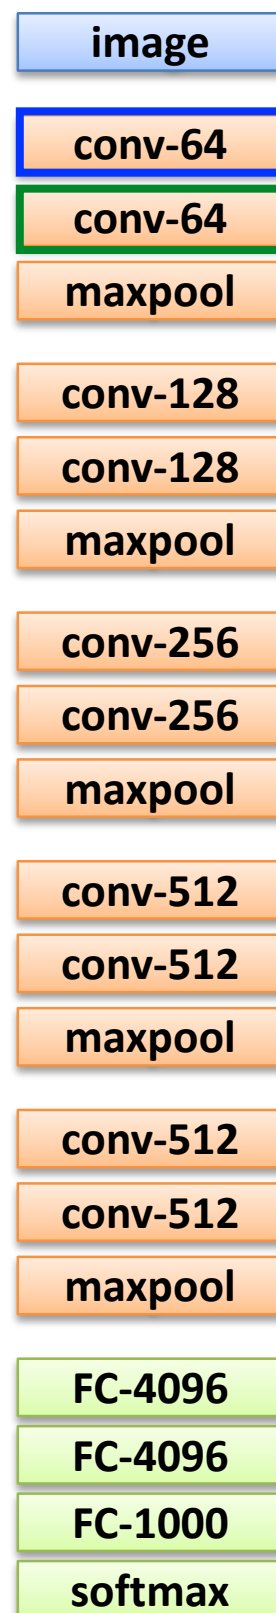 image
conv-64
conv-64
maxpool
conv-128
conv-128
maxpool
conv-256
conv-256
maxpool
conv-512
conv-512
maxpool
conv-512
conv-512
maxpool
FC-4096
FC-4096
FC-1000
softmax